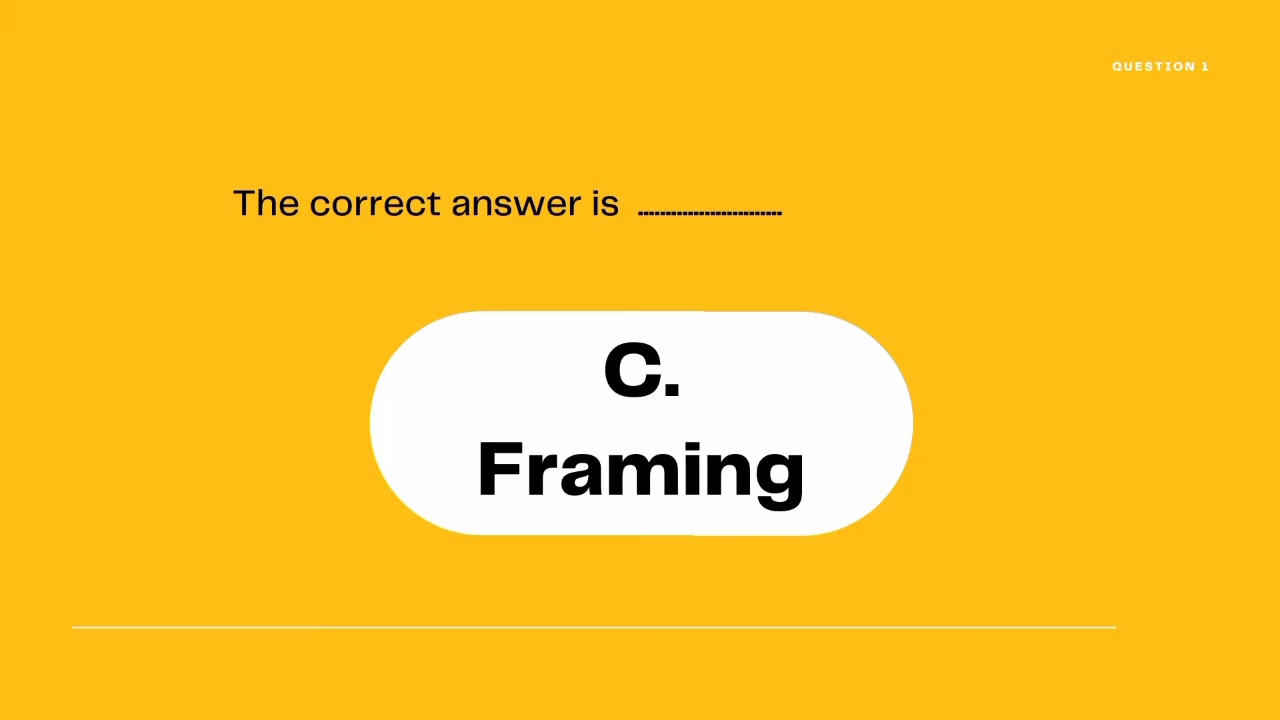 QUESTION 1
The correct answer is ..........................
C.
Framing